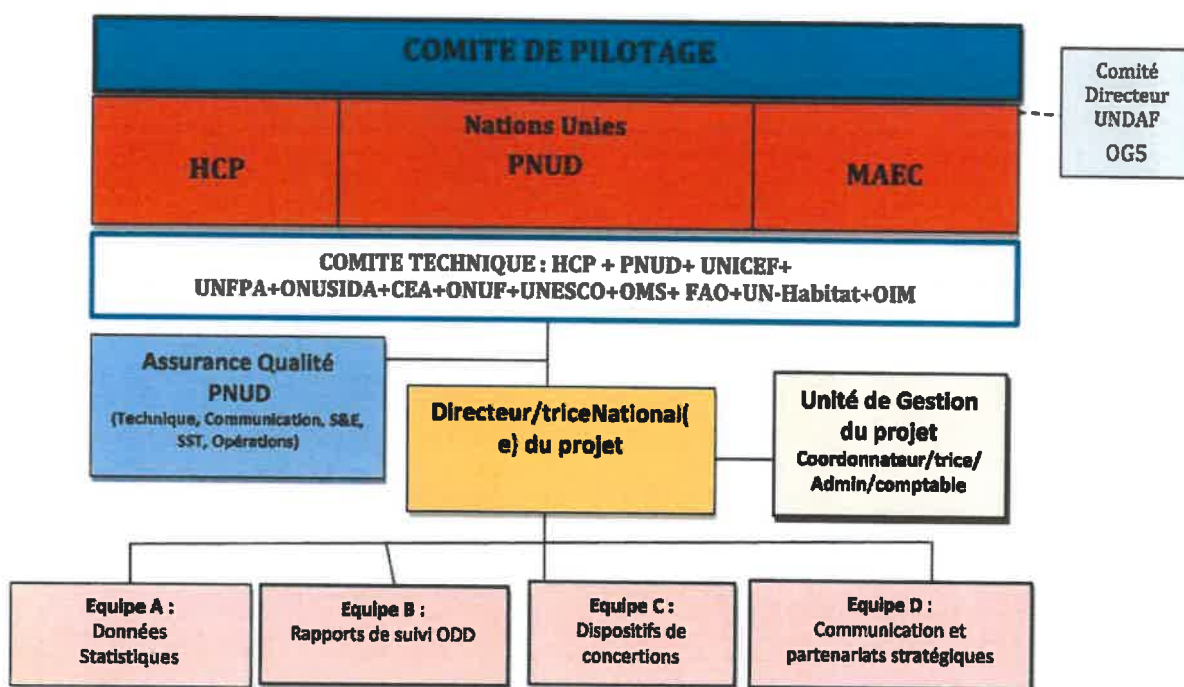 COMITE DE PILOTAGE
Comité
Directeur
UNDAF
OG5
HCP
Nations Unies
PNUD
MAEC
COMITE TECHNIQUE : HCP + PNUD+ UNICEF+
UNFPA+ONUSIDA+CEA+ONUF+UNESCO+OMS+ FAO+UN-Habitat+OIM
Assurance Qualité
PNUD
(Technique, Communication, S&E,
SST, Opérations)
Directeur/triceNational(
e) du projet
Unité de Gestion
du projet
Coordonnateur/trice/
Admin/comptable
Equipe A :
Données
Statistiques
Equipe B :
Rapports de suivi ODD
Equipe C :
Dispositifs de
concertions
Equipe D :
Communication et
partenariats stratégiques